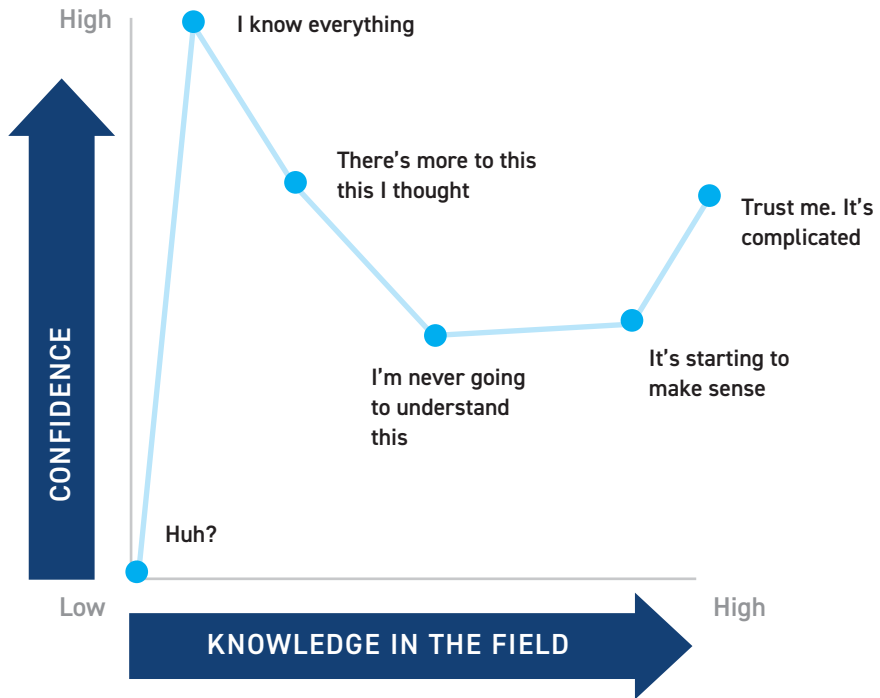 High
I know everything
There's more to this
this I thought
Trust me. It's
complicated
CONFIDENCE
I'm never going
to understand
this
It's starting to
make sense
Huh?
Low
High
KNOWLEDGE IN THE FIELD